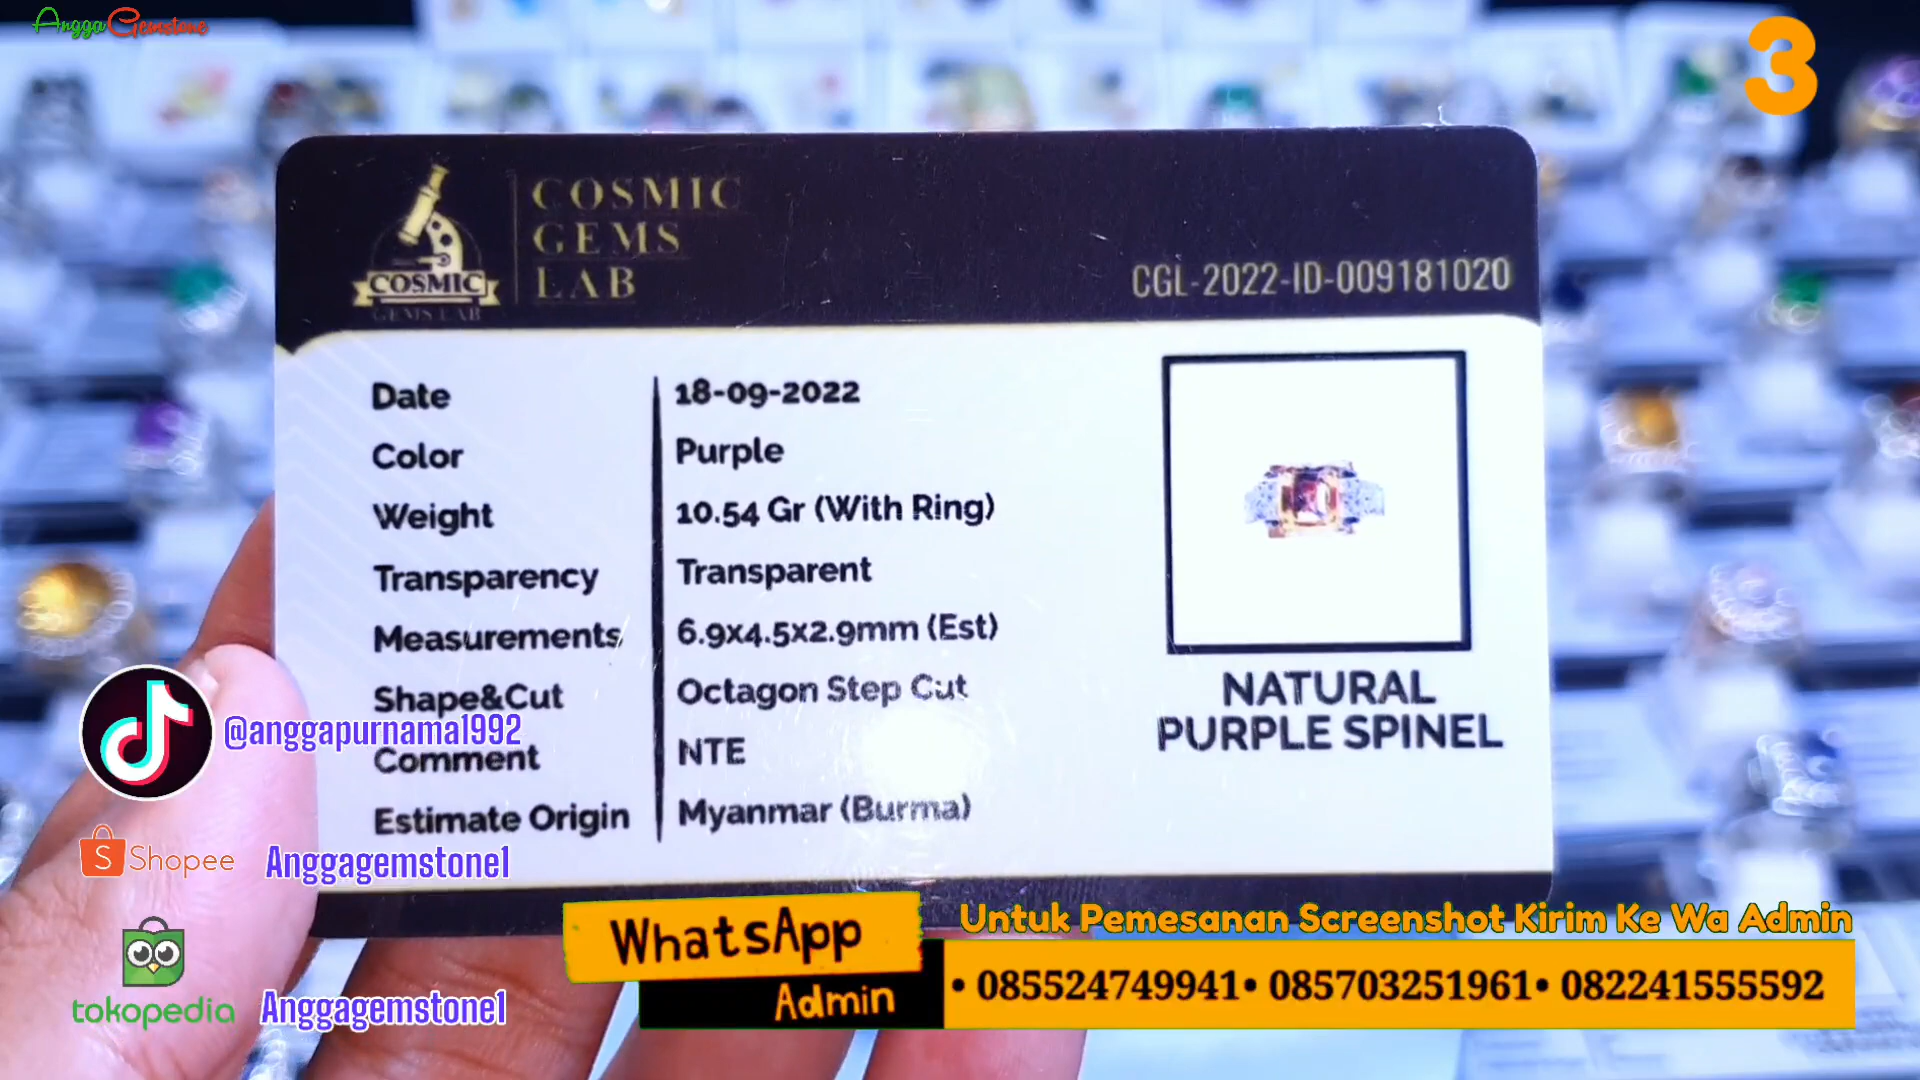 Angga Gemstone
3
COSMIC
GEMS
LAB
COSMIC
GEMS LAB
CGL-2022-ID-009181020
Date 18-09-2022
Color Purple
Weight 10.54 Gr (With Ring)
Transparency Transparent
Measurements 6.9x4.5x2.9mm (Est)
Shape&Cut Octagon Step Cut
Comment NTE
Estimate Origin Myanmar (Burma)
NATURAL
PURPLE SPINEL
@anggapurnama1992
Shopee Anggagemstone1
tokopedia Anggagemstone1
WhatsApp
Admin
Untuk Pemesanan Screenshot Kirim Ke Wa Admin
• 085524749941• 085703251961• 082241555592